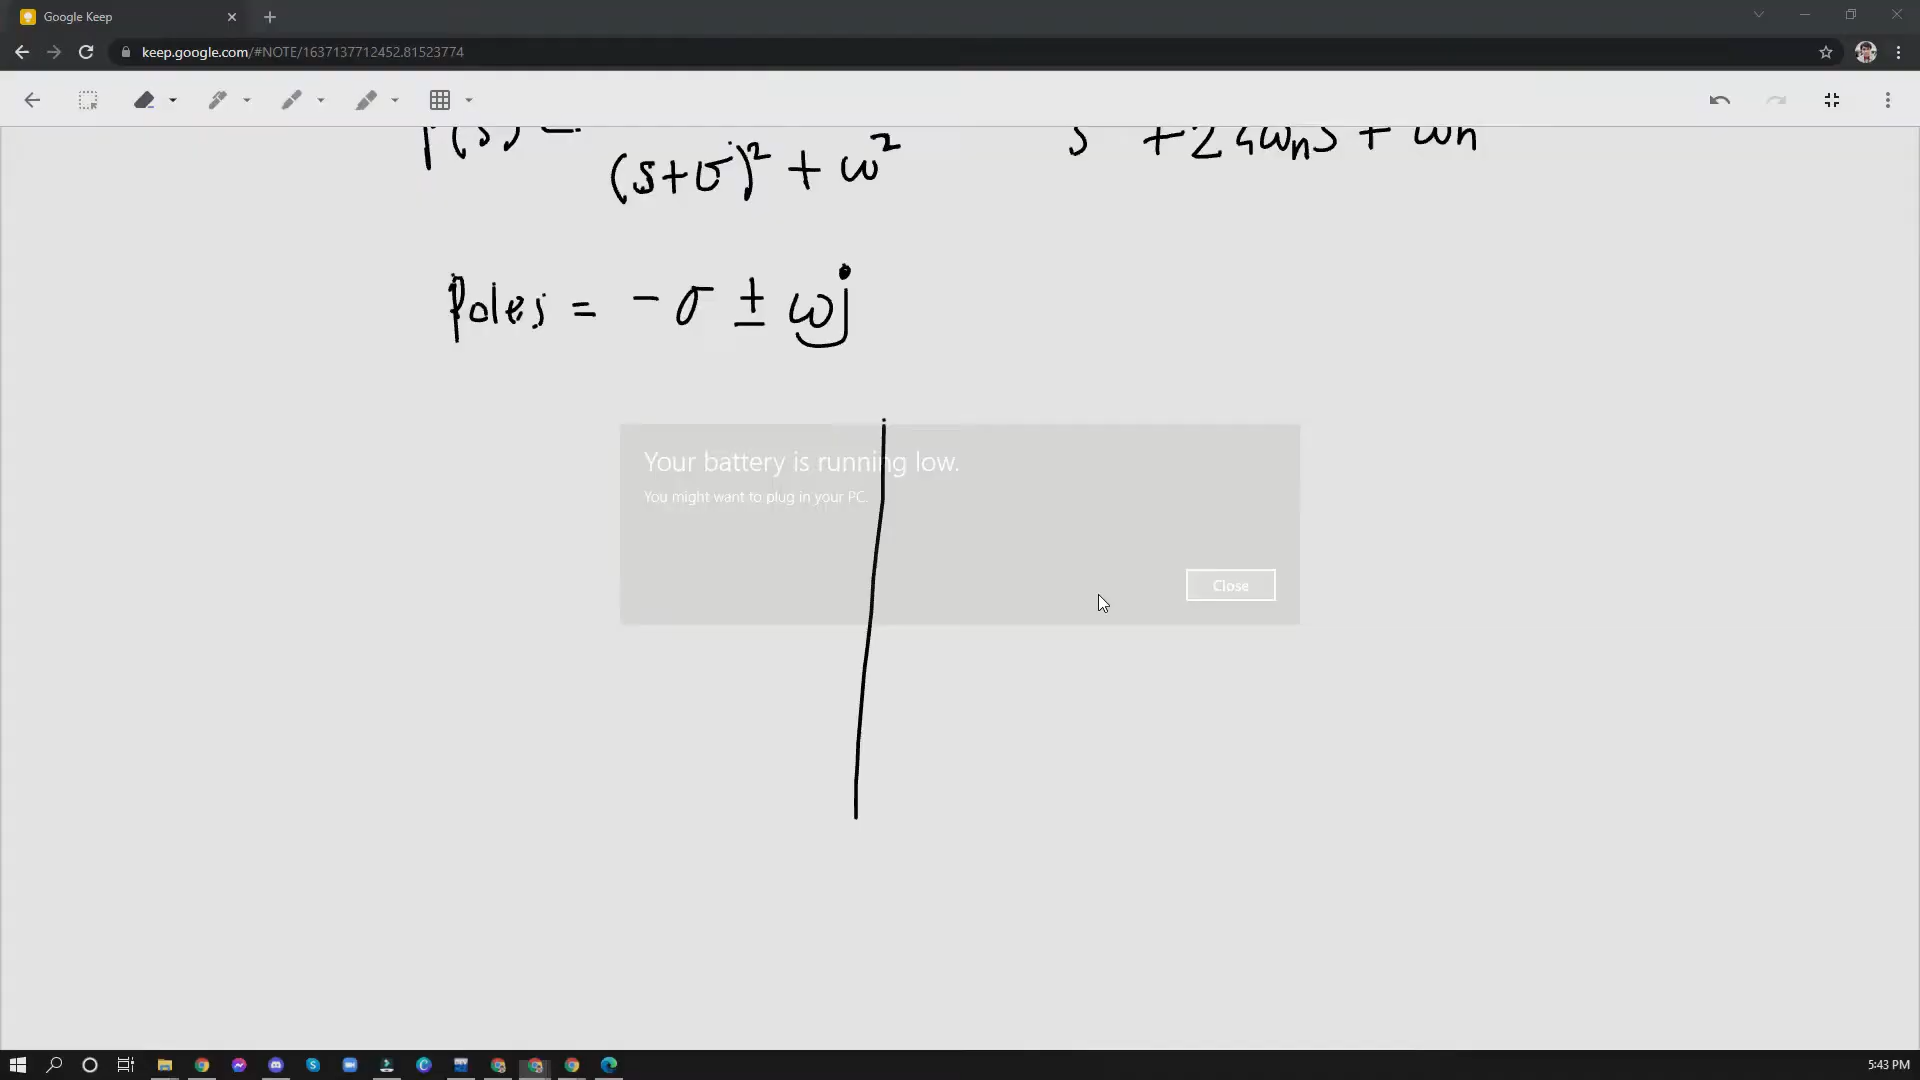 Google Keep
keep.google.com/#NOTE/1637137712452.81523774
(s+σ)² + ω²
Poles = -σ ± ωj
Your battery is running low.
You might want to plug in your PC.
Close
5:43 PM